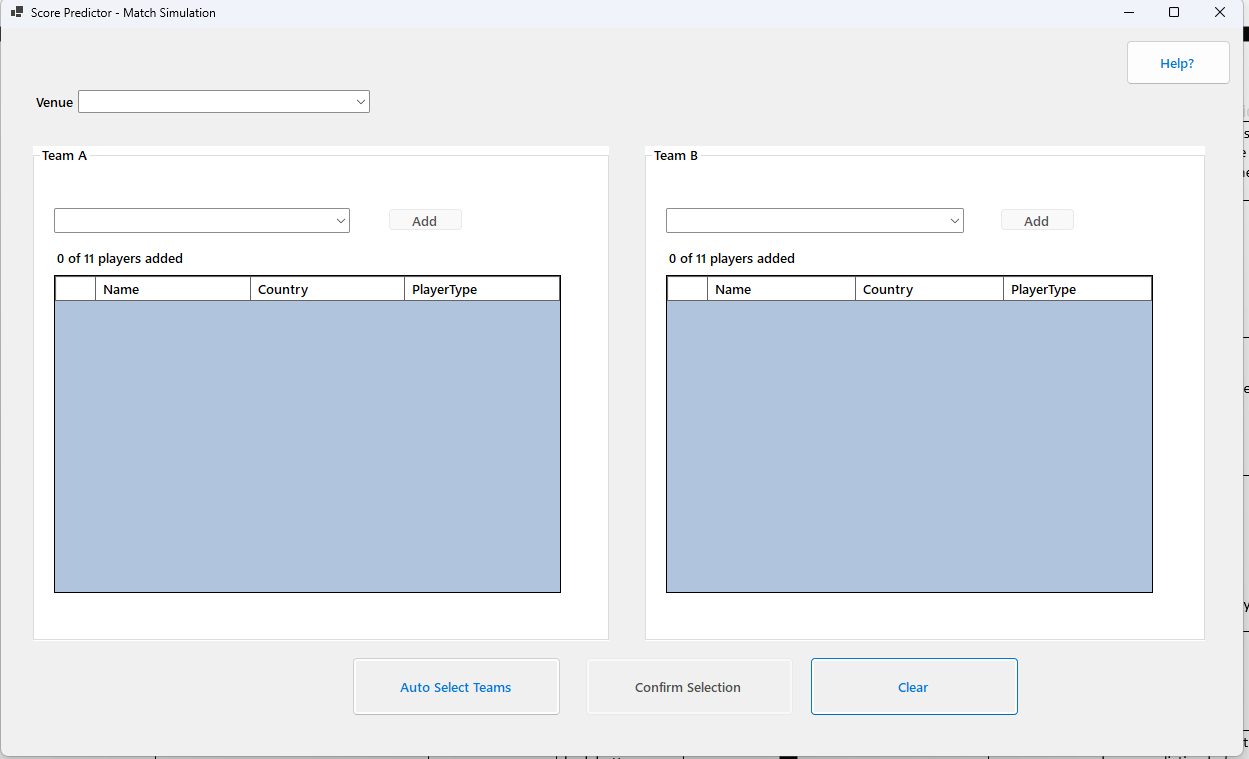 Score Predictor - Match Simulation
Help?
Venue
Team A
Team B
Add
Add
0 of 11 players added
0 of 11 players added
Name Country PlayerType
Name Country PlayerType
Auto Select Teams
Confirm Selection
Clear